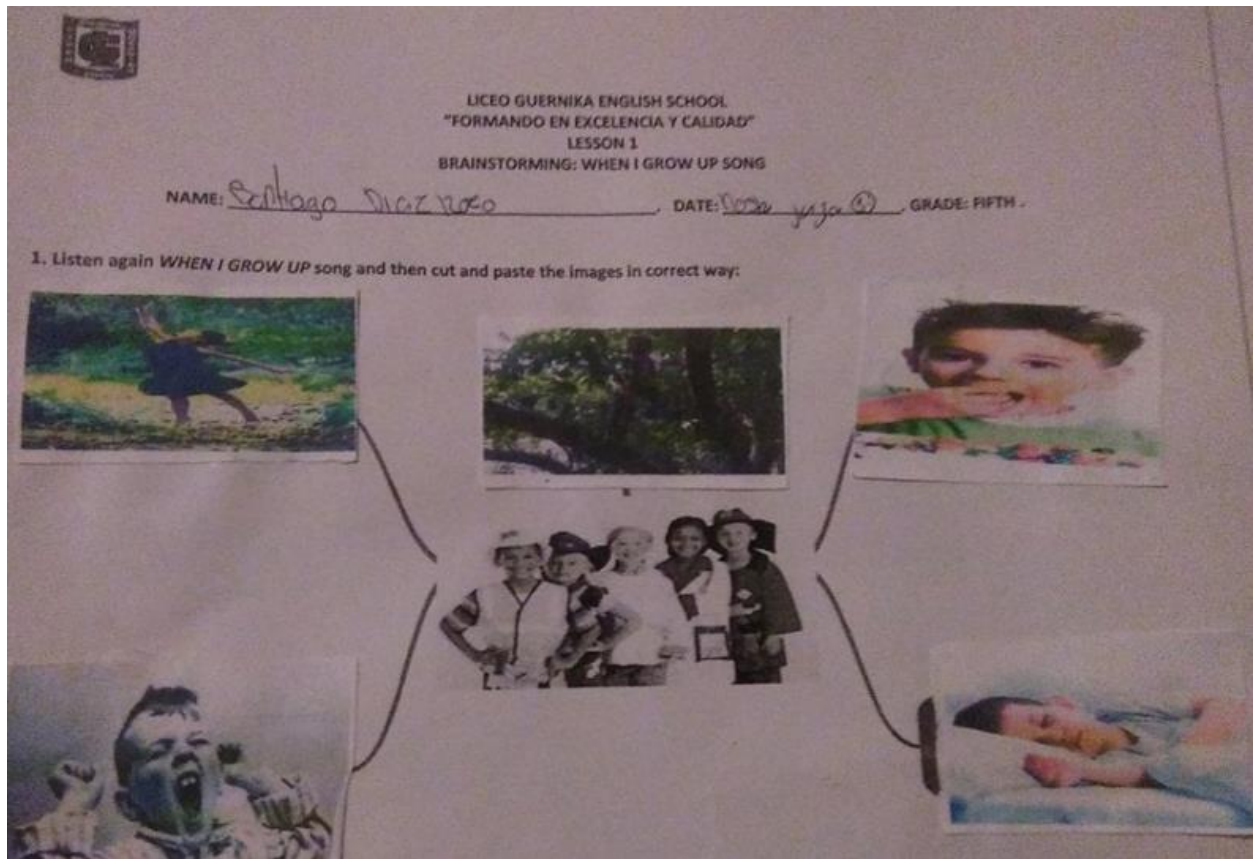 LICEO GUERNIKA ENGLISH SCHOOL
"FORMANDO EN EXCELENCIA Y CALIDAD"
LESSON 1
BRAINSTORMING: WHEN I GROW UP SONG
NAME: Santiago DIAZ DATE: GRADE: FIFTH .
1. Listen again WHEN I GROW UP song and then cut and paste the images in correct way: